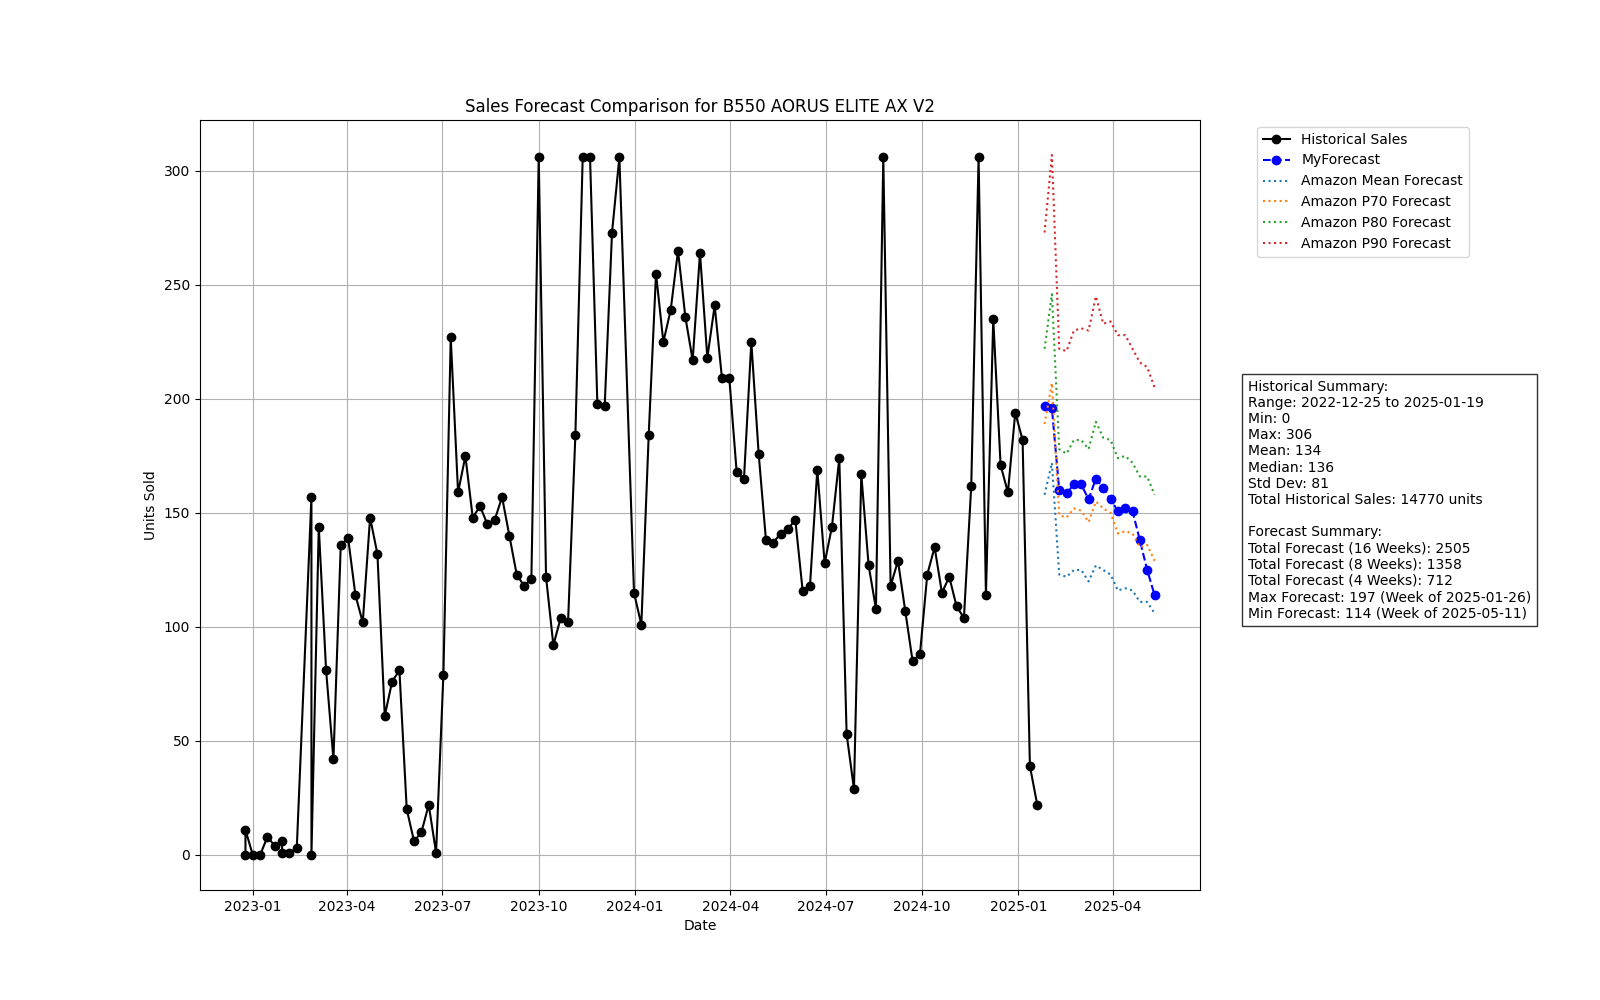 Sales Forecast Comparison for B550 AORUS ELITE AX V2
Historical Sales
MyForecast
Amazon Mean Forecast
Amazon P70 Forecast
Amazon P80 Forecast
Amazon P90 Forecast
300
250
200
150
100
50
0
Units Sold
2023-01
2023-04
2023-07
2023-10
2024-01
2024-04
2024-07
2024-10
2025-01
2025-04
Date
Historical Summary:
Range: 2022-12-25 to 2025-01-19
Min: 0
Max: 306
Mean: 134
Median: 136
Std Dev: 81
Total Historical Sales: 14770 units
Forecast Summary:
Total Forecast (16 Weeks): 2505
Total Forecast (8 Weeks): 1358
Total Forecast (4 Weeks): 712
Max Forecast: 197 (Week of 2025-01-26)
Min Forecast: 114 (Week of 2025-05-11)